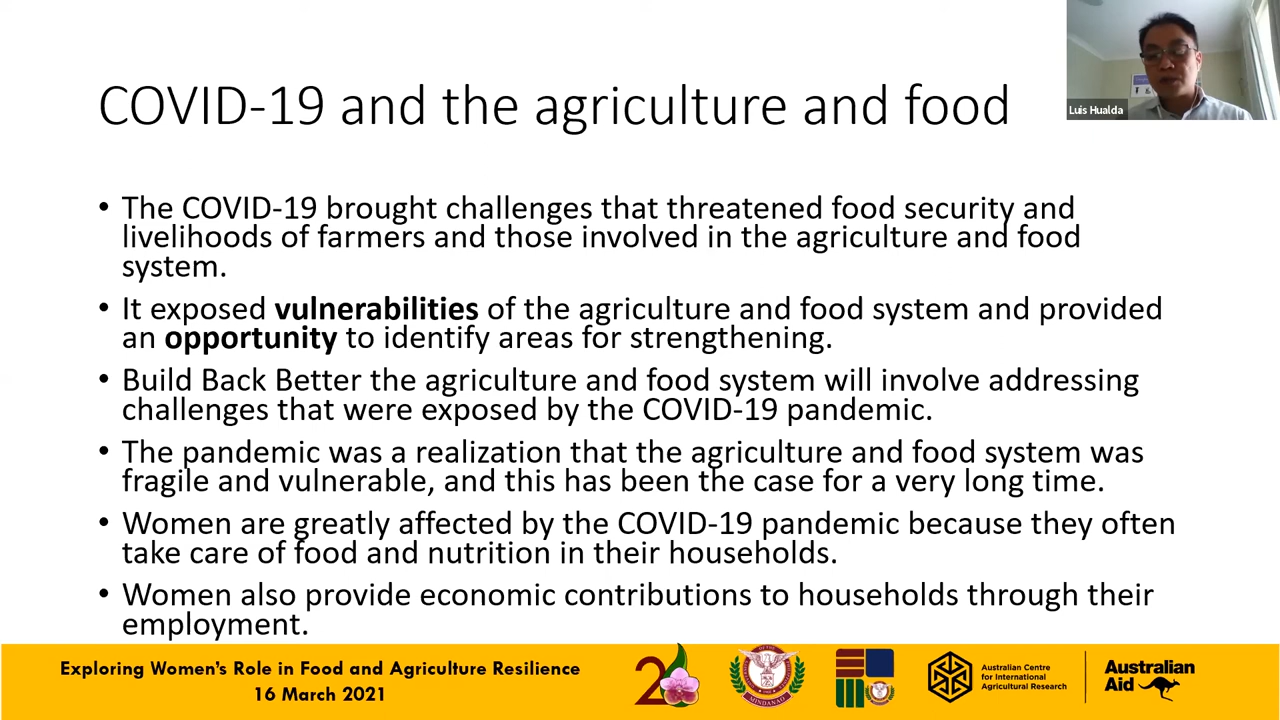 COVID-19 and the agriculture and food
Luis Hualda
• The COVID-19 brought challenges that threatened food security and
livelihoods of farmers and those involved in the agriculture and food
system.
• It exposed vulnerabilities of the agriculture and food system and provided
an opportunity to identify areas for strengthening.
• Build Back Better the agriculture and food system will involve addressing
challenges that were exposed by the COVID-19 pandemic.
• The pandemic was a realization that the agriculture and food system was
fragile and vulnerable, and this has been the case for a very long time.
• Women are greatly affected by the COVID-19 pandemic because they often
take care of food and nutrition in their households.
• Women also provide economic contributions to households through their
employment.
Exploring Women's Role in Food and Agriculture Resilience
16 March 2021
MINDANAO
Australian Centre
for International
Agricultural Research
Australian
Aid